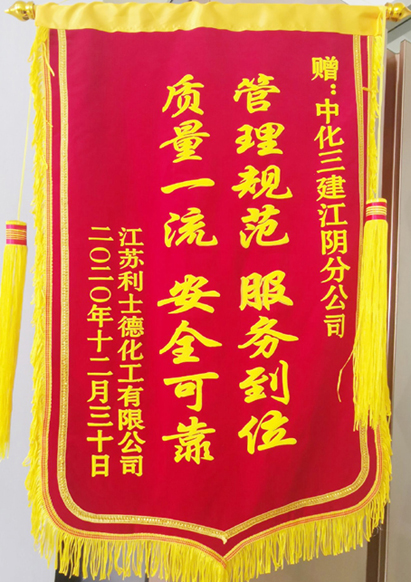 赠：中化三建江阴分公司
管理规范 服务到位
质量一流 安全可靠
江苏利士德化工有限公司
二〇二〇年十二月三十日